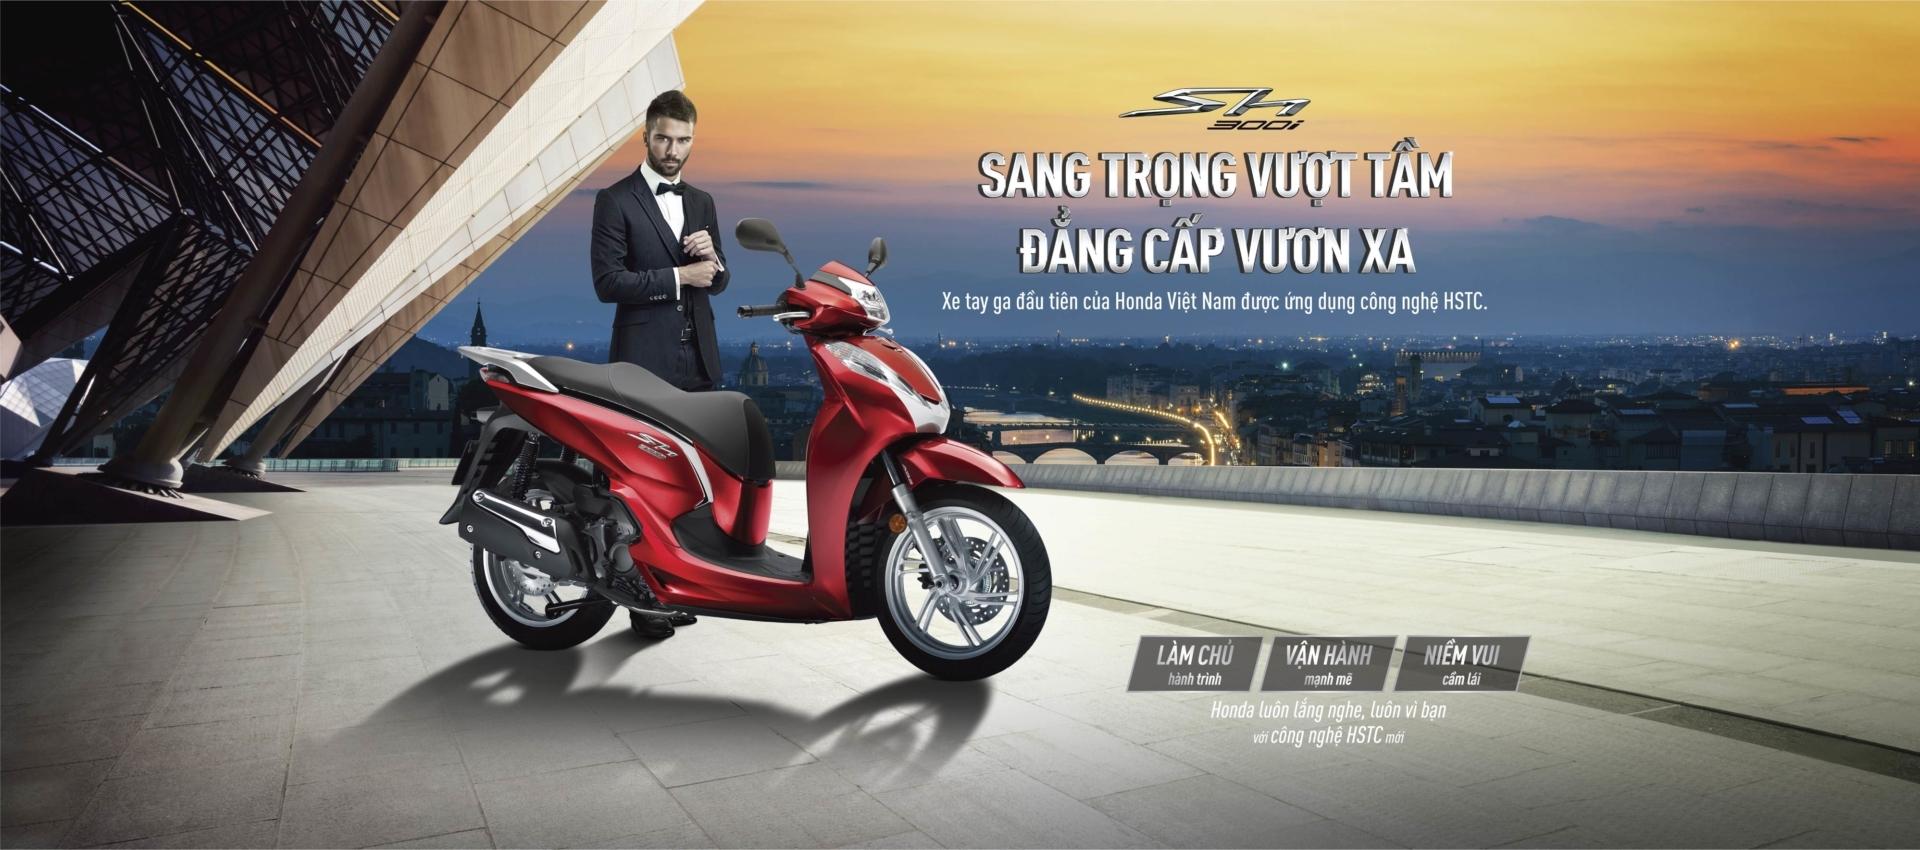 Sh
300i
SANG TRỌNG VƯỢT TẦM
ĐẲNG CẤP VƯƠN XA
Xe tay ga đầu tiên của Honda Việt Nam được ứng dụng công nghệ HSTC.
Sh
300i
LÀM CHỦ VẬN HÀNH NIỀM VUI
hành trình mạnh mẽ cầm lái
Honda luôn lắng nghe, luôn vì bạn
với công nghệ HSTC mới